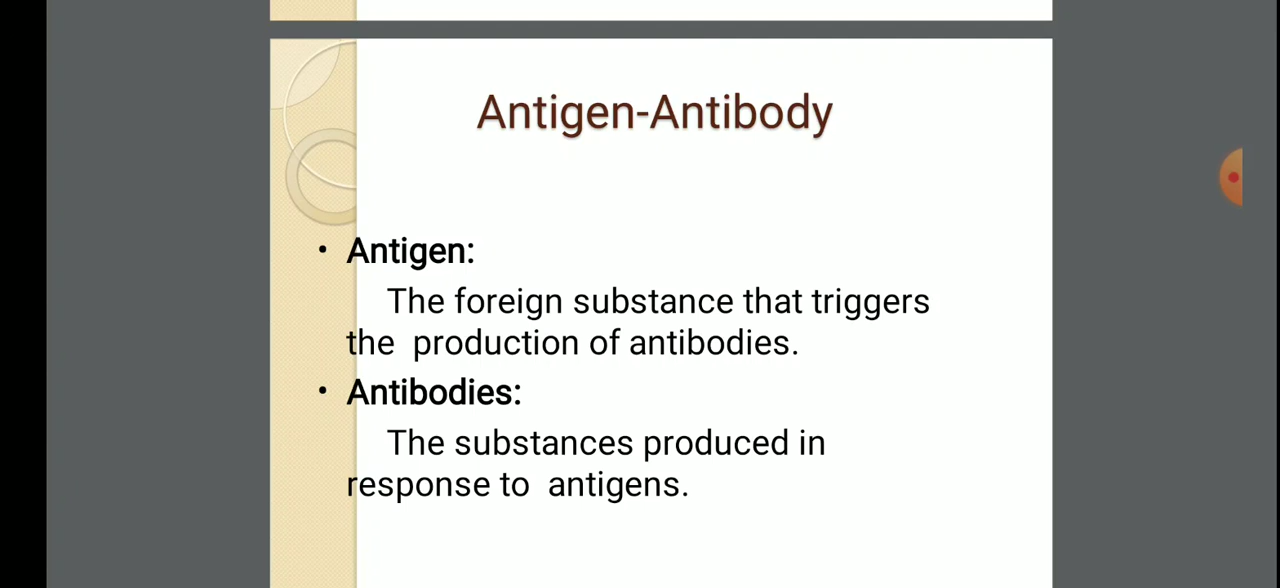 Antigen-Antibody
• Antigen:
The foreign substance that triggers
the production of antibodies.
• Antibodies:
The substances produced in
response to antigens.